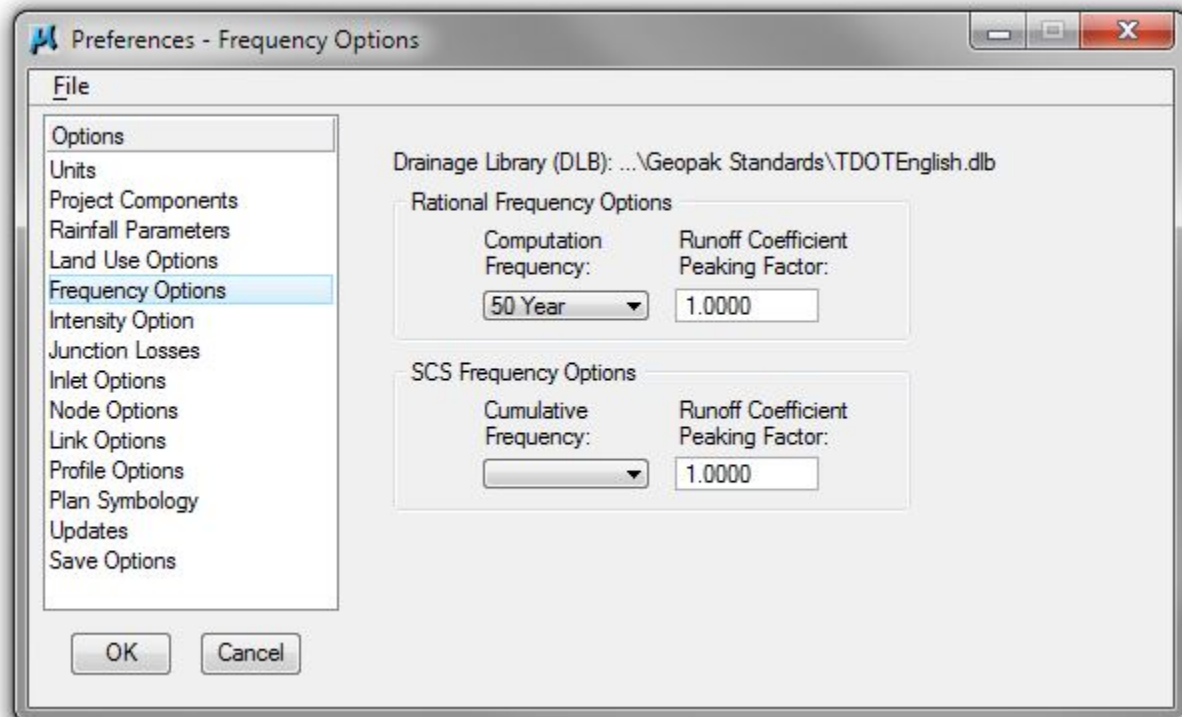 Preferences - Frequency Options
File
Options
Units
Project Components
Rainfall Parameters
Land Use Options
Frequency Options
Intensity Option
Junction Losses
Inlet Options
Node Options
Link Options
Profile Options
Plan Symbology
Updates
Save Options
OK
Cancel
Drainage Library (DLB): ...\Geopak Standards\TDOTEnglish.dlb
Rational Frequency Options
Computation
Frequency:
50 Year
Runoff Coefficient
Peaking Factor:
1.0000
SCS Frequency Options
Cumulative
Frequency:
Runoff Coefficient
Peaking Factor:
1.0000